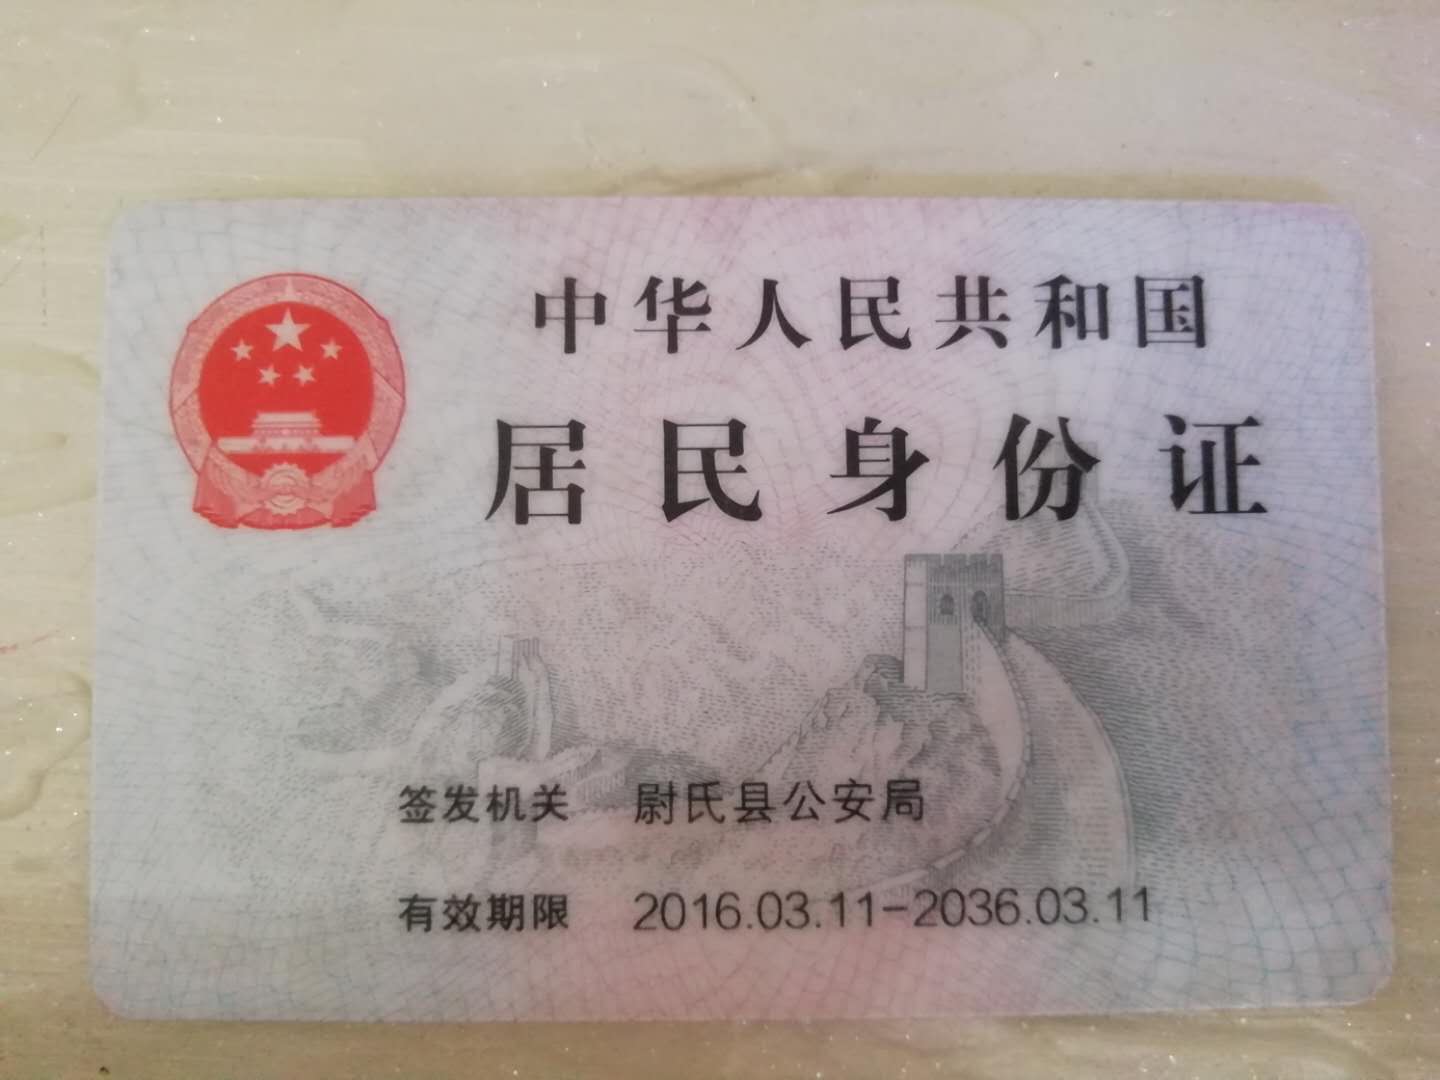 中华人民共和国
居民身份证
签发机关 尉氏县公安局
有效期限 2016.03.11-2036.03.11